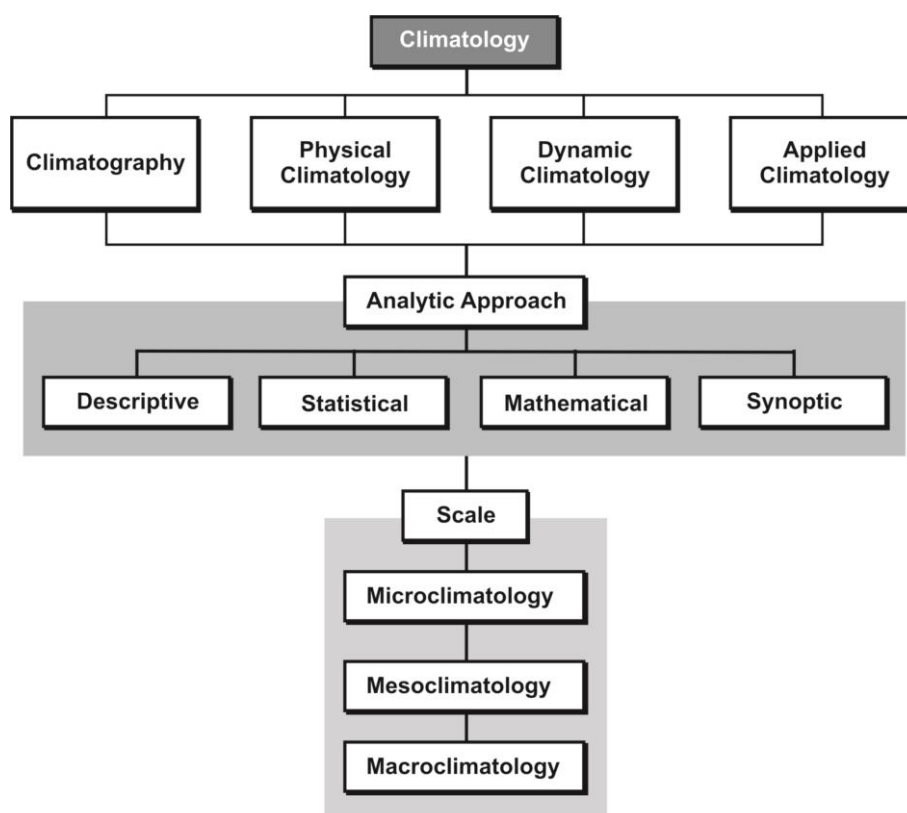 Climatology
Climatography
Physical
Climatology
Dynamic
Climatology
Applied
Climatology
Analytic Approach
Descriptive
Statistical
Mathematical
Synoptic
Scale
Microclimatology
Mesoclimatology
Macroclimatology